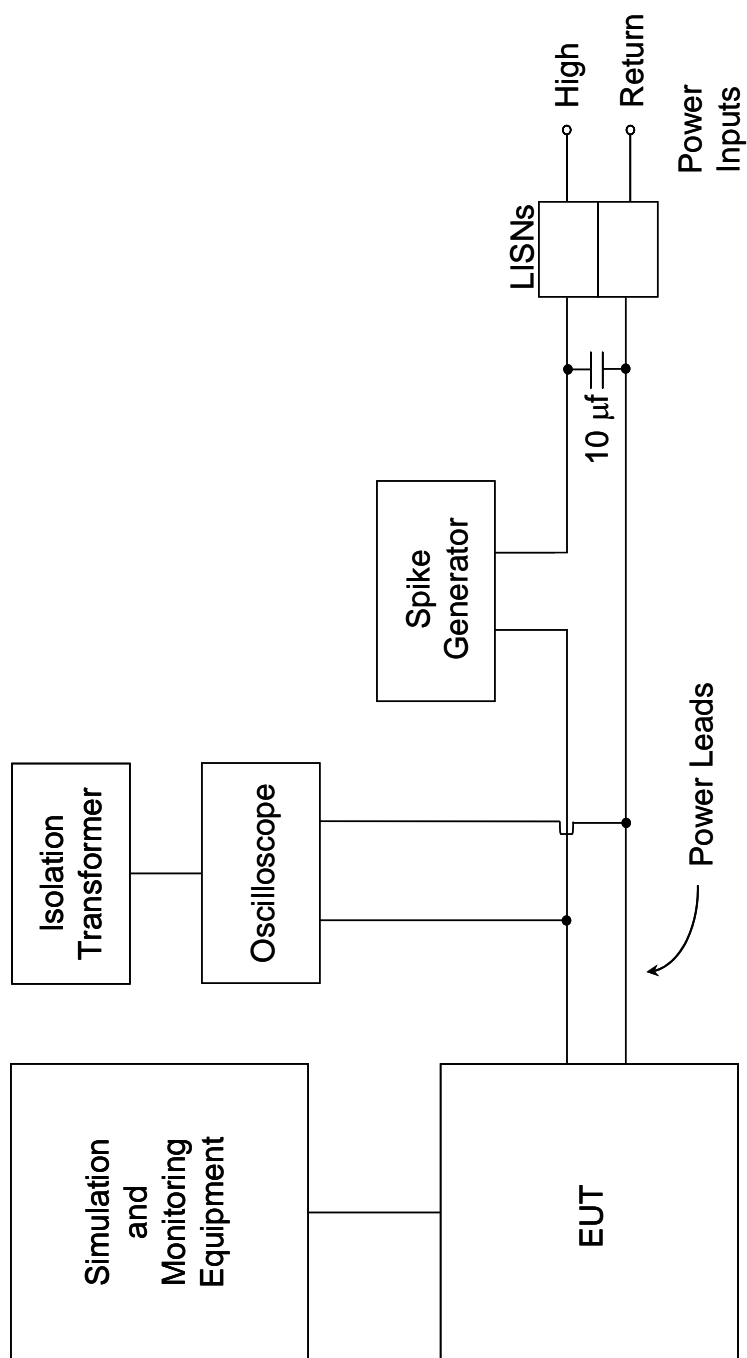 Simulation
and
Monitoring
Equipment
Isolation
Transformer
Oscilloscope
Spike
Generator
LISNs
High
Return
Power
Inputs
10 µf
EUT
Power Leads